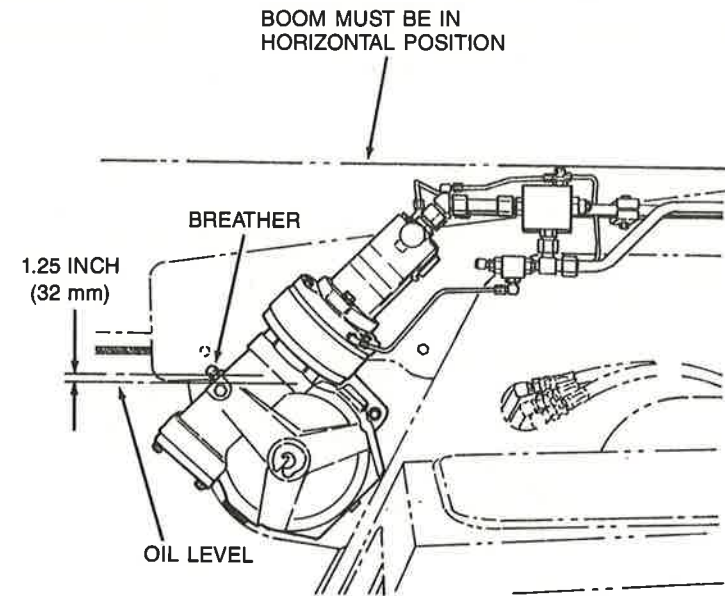 BOOM MUST BE IN
HORIZONTAL POSITION
BREATHER
1.25 INCH
(32 mm)
OIL LEVEL